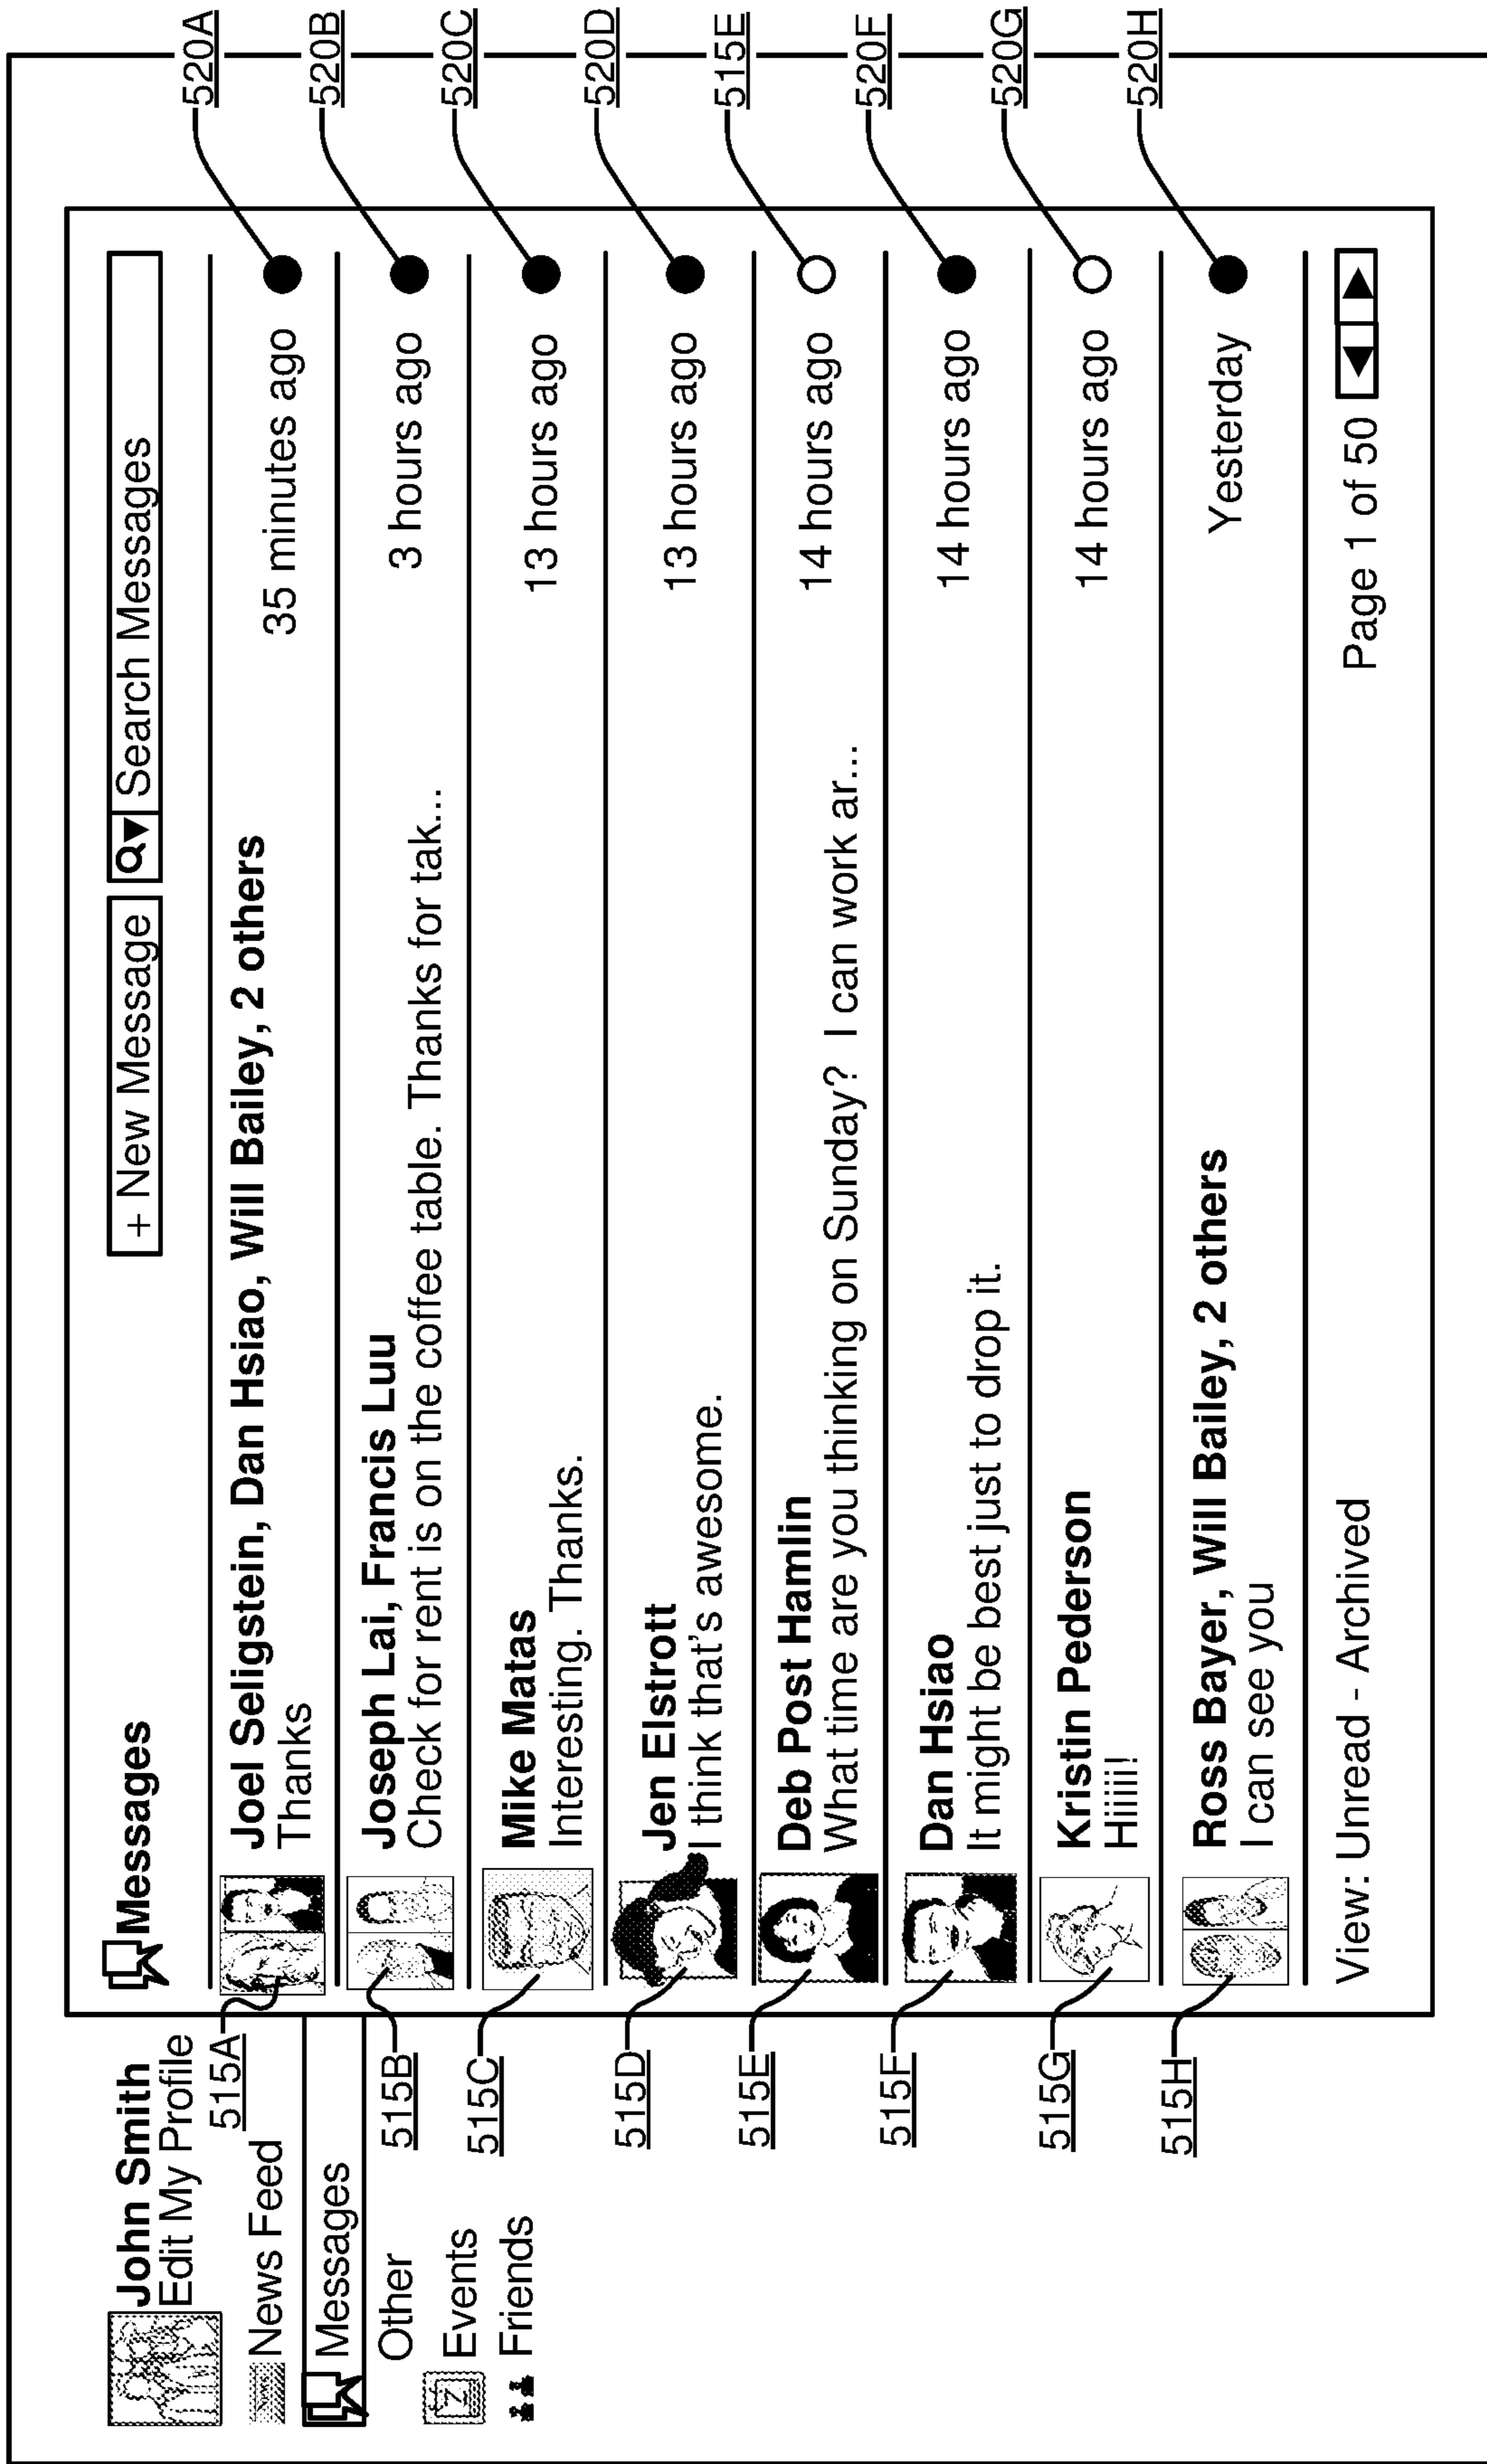 John Smith
Edit My Profile
News Feed
Messages
Other
Events
Friends
Messages
+ New Message
Search Messages
515A
Joel Seligstein, Dan Hsiao, Will Bailey, 2 others
Thanks
35 minutes ago
520A
515B
Joseph Lai, Francis Luu
Check for rent is on the coffee table. Thanks for tak...
3 hours ago
520B
515C
Mike Matas
Interesting. Thanks.
13 hours ago
520C
515D
Jen Elstrott
I think that's awesome.
13 hours ago
520D
515E
Deb Post Hamlin
What time are you thinking on Sunday? I can work ar...
14 hours ago
515E
515F
Dan Hsiao
It might be best just to drop it.
14 hours ago
520F
515G
Kristin Pederson
Hiiiii!
14 hours ago
520G
515H
Ross Bayer, Will Bailey, 2 others
I can see you
Yesterday
520H
View: Unread - Archived
Page 1 of 50